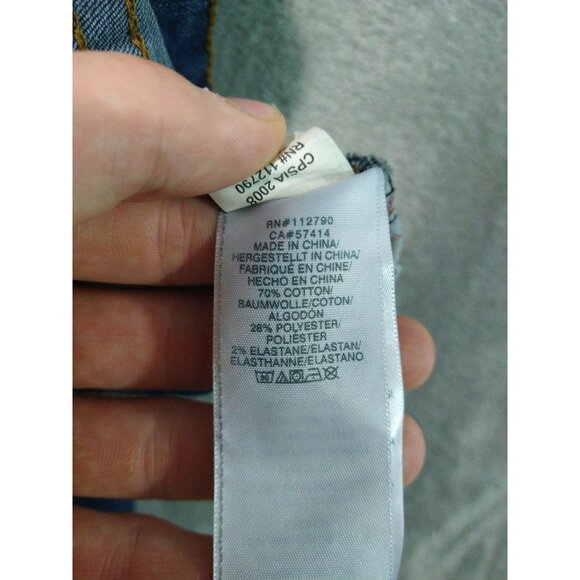 CPSIA 2008
RN# 112790
RN#112790
CA#57414
MADE IN CHINA/
HERGESTELLT IN CHINA/
FABRIQUÉ EN CHINE/
HECHO EN CHINA
70% COTTON/
BAUMWOLLE/COTON/
ALGODÓN
28% POLYESTER/
POLIÉSTER
2% ELASTANE/ELASTAN/
ELASTHANNE/ELASTANO